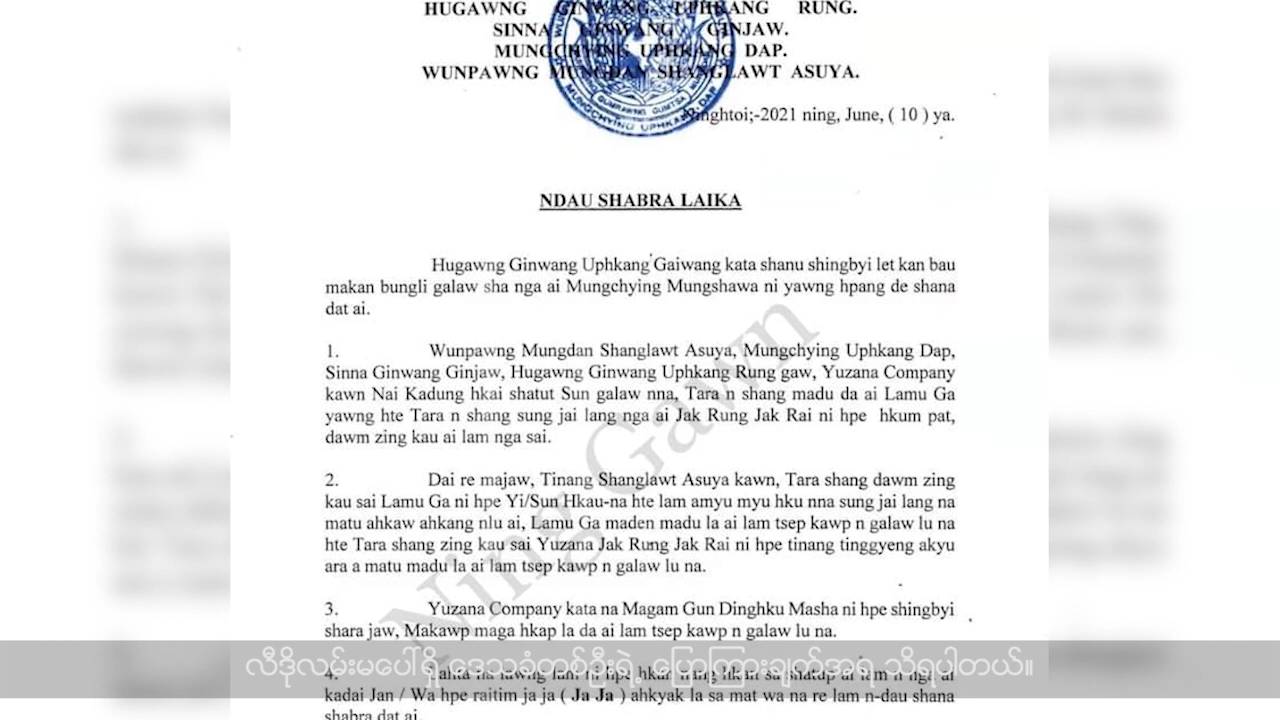 HUGAWNG GINWANG UPHKANG RUNG.
SINNA GINWANG GINJAW.
MUNGCHYING UPHKANG DAP.
WUNPAWNG MUNGDAN SHANGLAWT ASUYA.
Ninghtoi;-2021 ning, June, ( 10 ) ya.
NDAU SHABRA LAIKA
Hugawng Ginwang Uphkang Gaiwang kata shanu shingbyi let kan bau
makan bungli galaw sha nga ai Mungchying Mungshawa ni yawng hpang de shana
dat ai.
1. Wunpawng Mungdan Shanglawt Asuya, Mungchying Uphkang Dap,
Sinna Ginwang Ginjaw, Hugawng Ginwang Uphkang Rung gaw, Yuzana Company
kawn Nai Kadung hkai shatut Sun galaw nna, Tara n shang madu da ai Lamu Ga
yawng hte Tara n shang sung jai lang nga ai Jak Rung Jak Rai ni hpe hkum pat,
dawm zing kau ai lam nga sai.
2. Dai re majaw, Tinang Shanglawt Asuya kawn, Tara shang dawm zing
kau sai Lamu Ga ni hpe Yi/Sun Hkau-na hte lam amyu myu hku nna sung jai lang na
matu ahkaw ahkang nlu ai, Lamu Ga maden madu la ai lam tsep kawp n galaw lu na
hte Tara shang zing kau sai Yuzana Jak Rung Jak Rai ni hpe tinang tinggyeng akyu
ara a matu madu la ai lam tsep kawp n galaw lu na.
3. Yuzana Company kata na Magam Gun Dinghku Masha ni hpe shingbyi
shara jaw, Makawp maga hkap la da ai lam tsep kawp n galaw lu na.
4. lam ni hpe
kadai Jan / Wa hpe raitim ja ja ( Ja Ja ) ahkyak la sa mat wa na re lam n-dau shana
shabra dat ai.
MUNGCHYING UPHKANG DAP
GUMRAWNG GUMTSA
Ning Gawn
လီဒိုလမ်းမပေါ်ရှိ ဒေသခံတစ်ဦးရဲ့ ပြောကြားချက်အရ သိရပါတယ်။